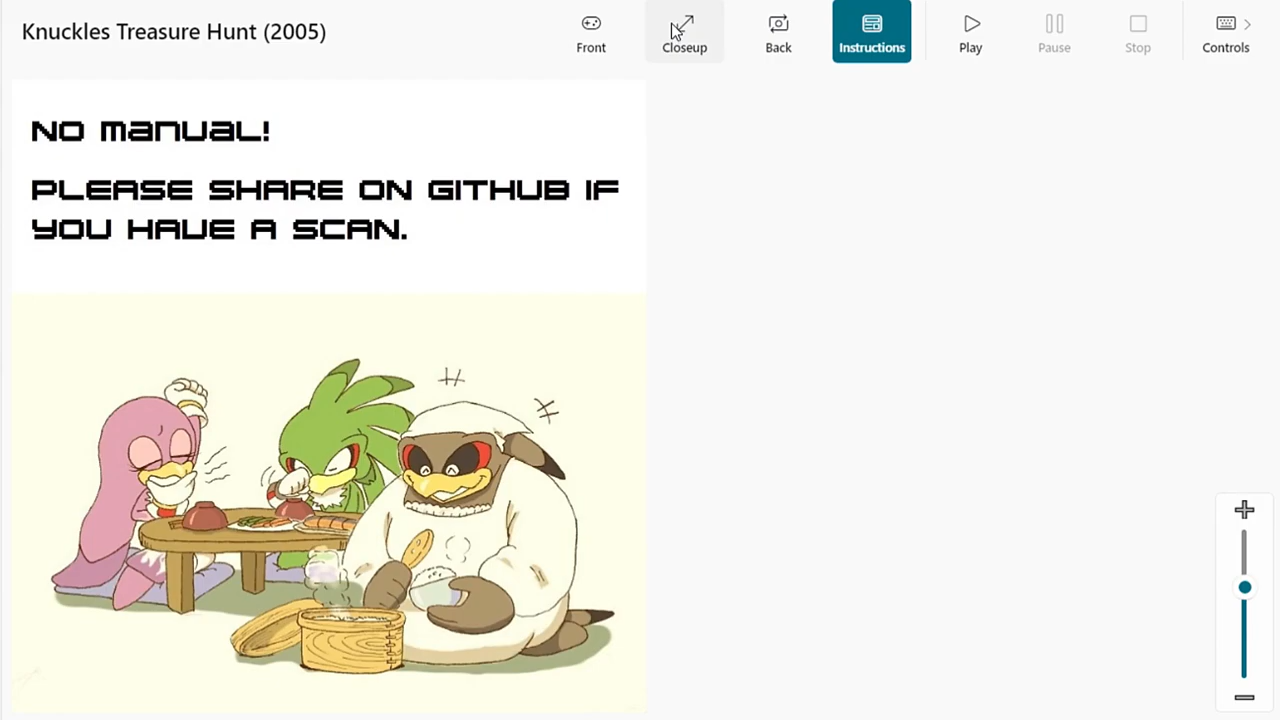 Knuckles Treasure Hunt (2005)
Front
Closeup
Back
Instructions
Play
Pause
Stop
Controls
NO MANUAL!
PLEASE SHARE ON GITHUB IF
YOU HAVE A SCAN.